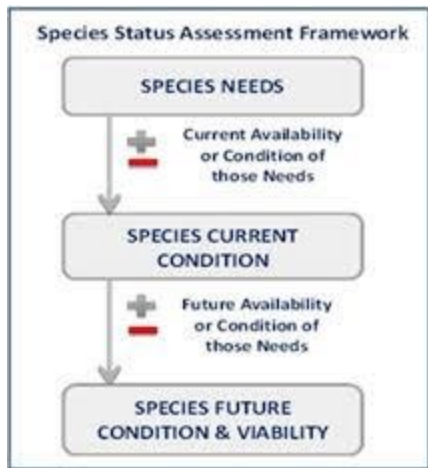 Species Status Assessment Framework
SPECIES NEEDS
Current Availability
or Condition of
those Needs
SPECIES CURRENT
CONDITION
Future Availability
or Condition of
those Needs
SPECIES FUTURE
CONDITION & VIABILITY